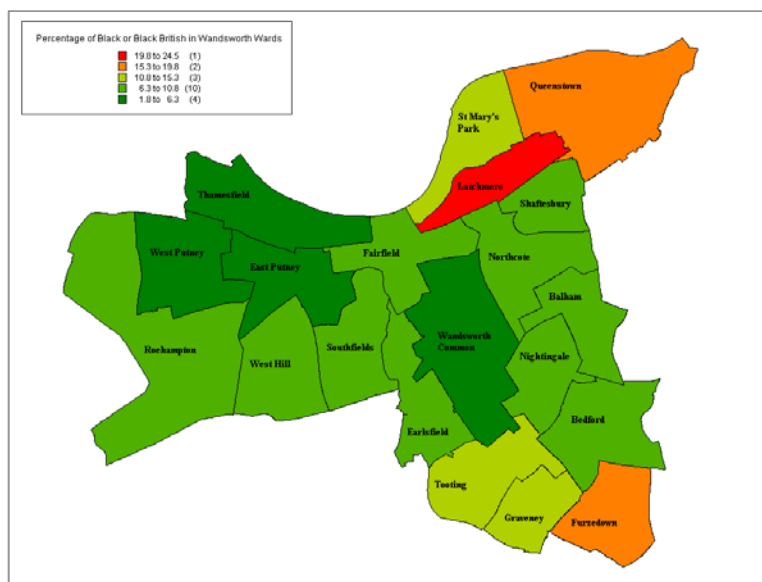 Percentage of Black or Black British in Wandsworth Wards
19.8 to 24.5 (1)
15.3 to 19.8 (2)
10.8 to 15.3 (3)
6.3 to 10.8 (10)
1.8 to 6.3 (4)
Queenstown
St Mary's
Park
Latchmere
Thamesfield
Shaftesbury
West Putney
Fairfield
Northcote
East Putney
Balham
Wandsworth
Common
Roehampton
Southfields
West Hill
Nightingale
Bedford
Earlsfield
Tooting
Graveney
Furzedown